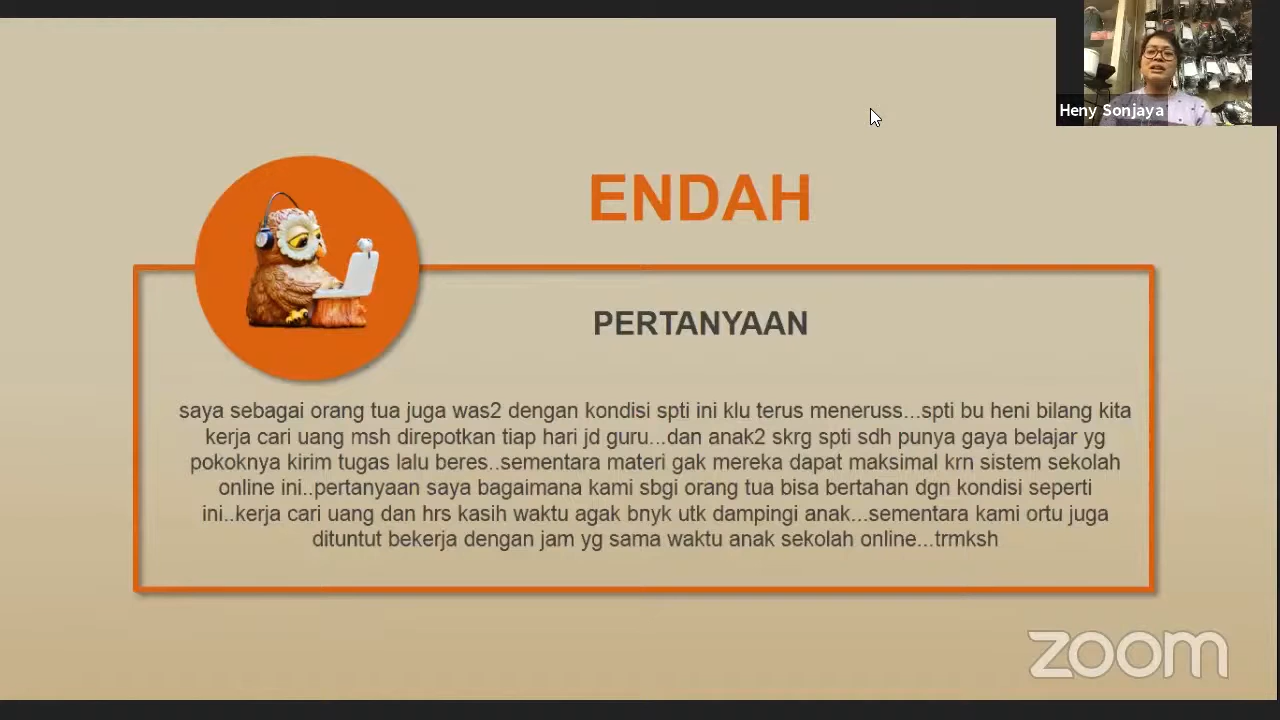 Heny Sonjaya
ENDAH
PERTANYAAN
saya sebagai orang tua juga was2 dengan kondisi spti ini klu terus meneruss...spti bu heni bilang kita
kerja cari uang msh direpotkan tiap hari jd guru...dan anak2 skrg spti sdh punya gaya belajar yg
pokoknya kirim tugas lalu beres..sementara materi gak mereka dapat maksimal krn sistem sekolah
online ini..pertanyaan saya bagaimana kami sbgi orang tua bisa bertahan dgn kondisi seperti
ini..kerja cari uang dan hrs kasih waktu agak bnyk utk dampingi anak...sementara kami ortu juga
dituntut bekerja dengan jam yg sama waktu anak sekolah online...trmksh
zoom